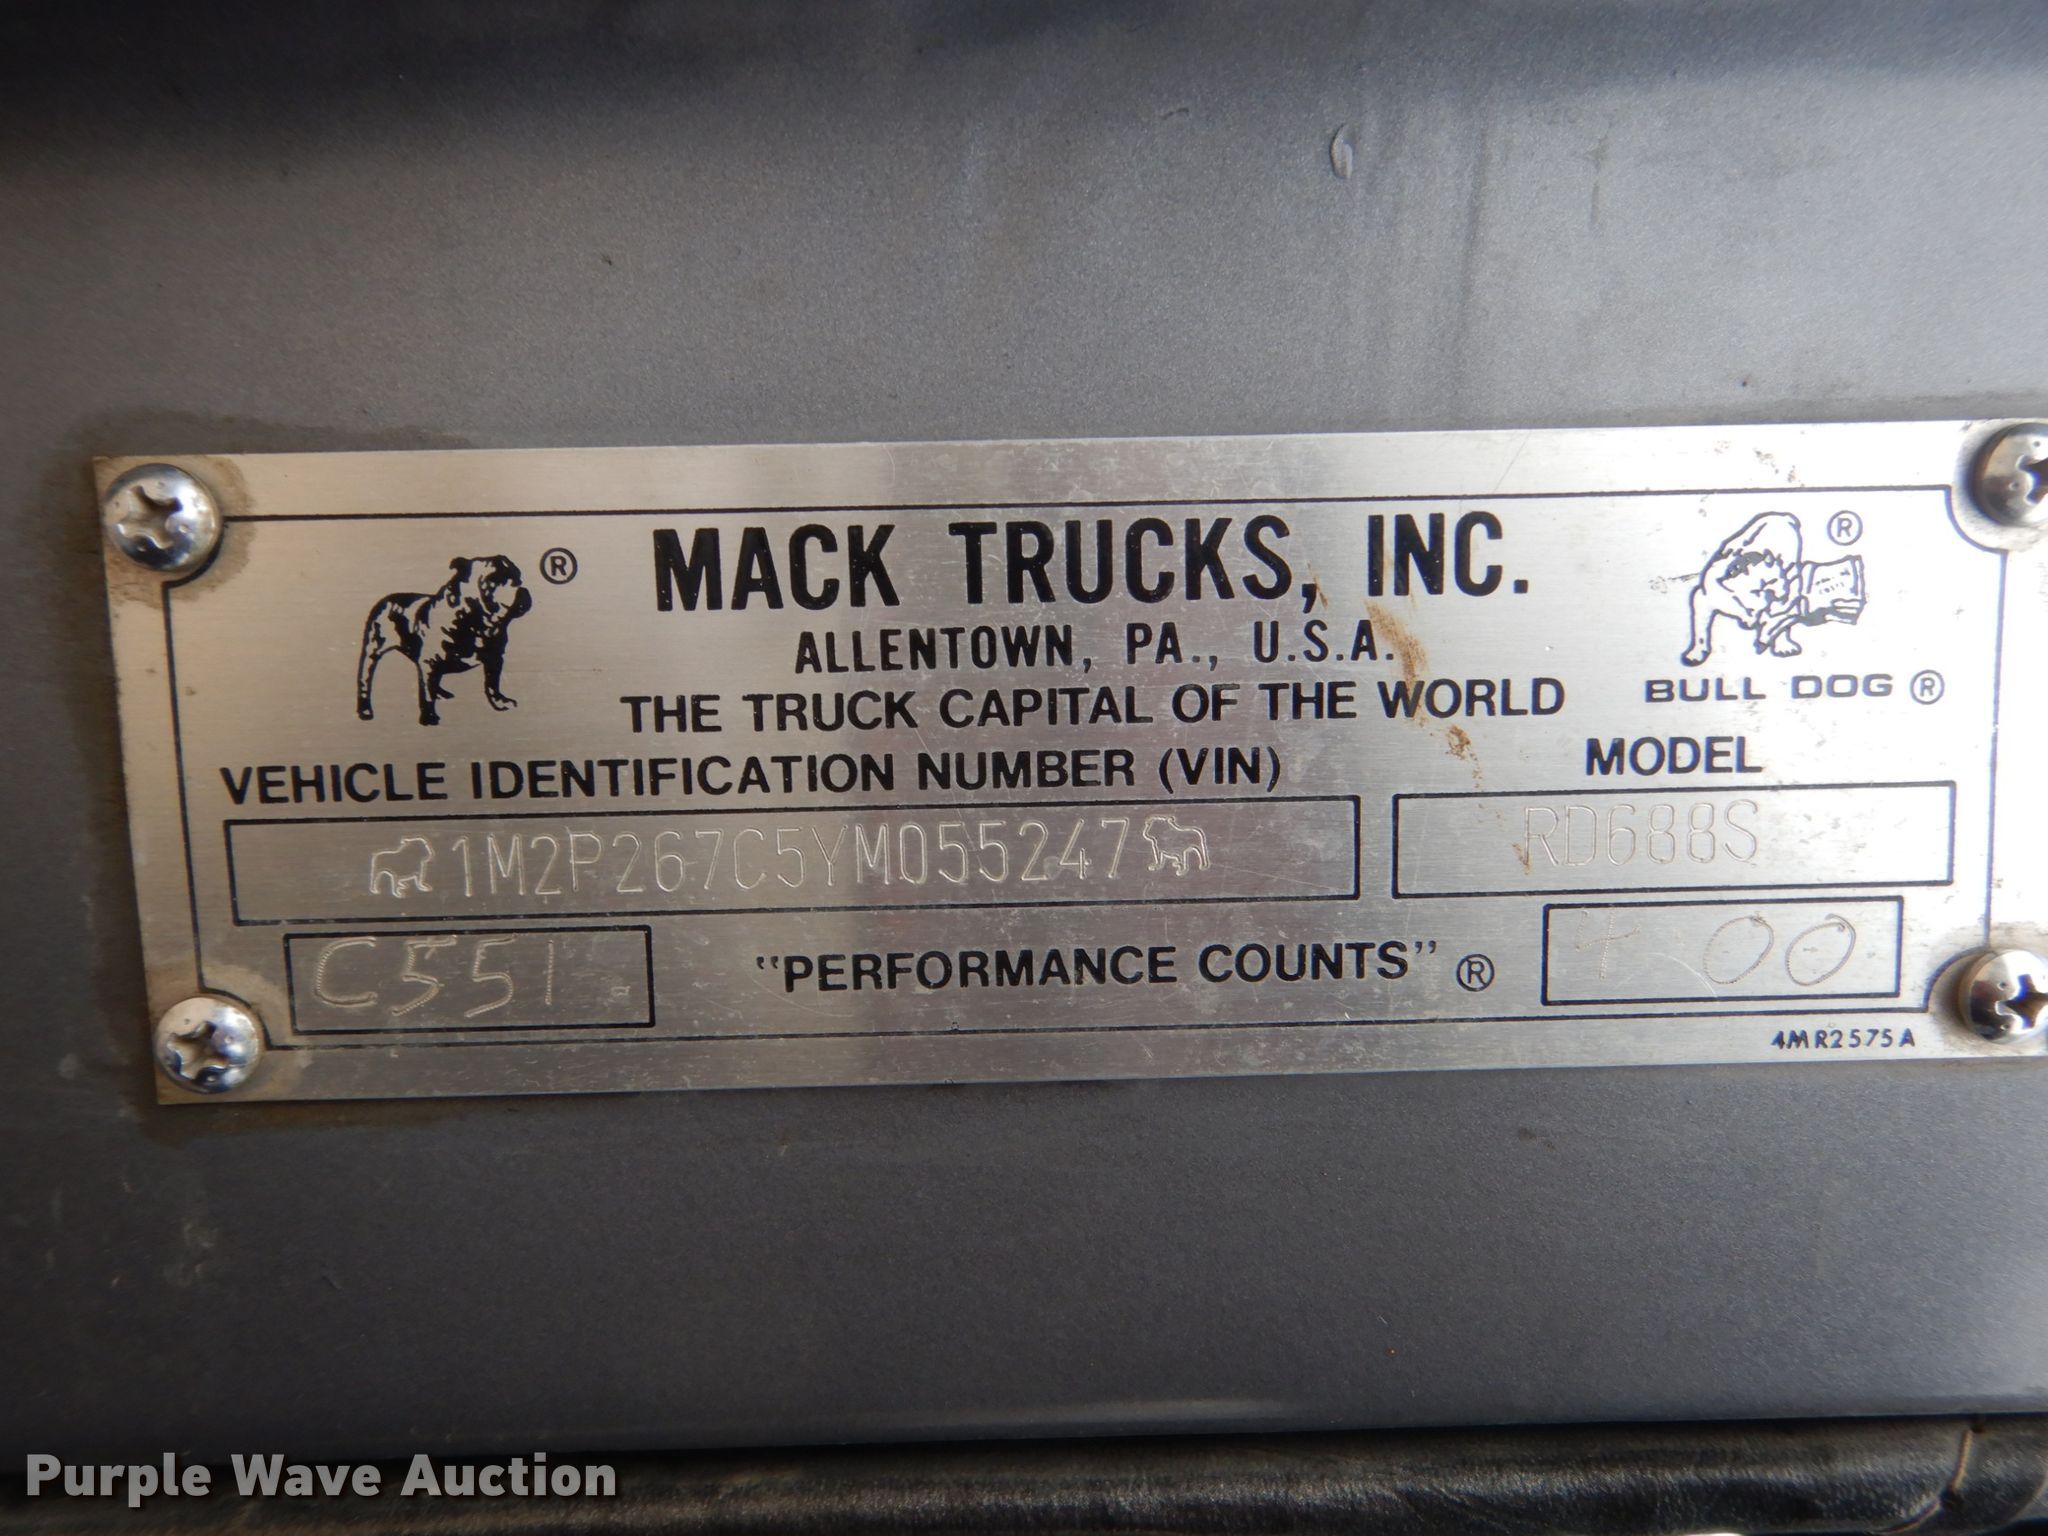 ® MACK TRUCKS, INC. ®
ALLENTOWN, PA., U.S.A.
THE TRUCK CAPITAL OF THE WORLD
BULL DOG ®
VEHICLE IDENTIFICATION NUMBER (VIN)
MODEL
1M2P267C5YM055247
RD688S
C551
"PERFORMANCE COUNTS" ®
4 00
4MR2575A
Purple Wave Auction